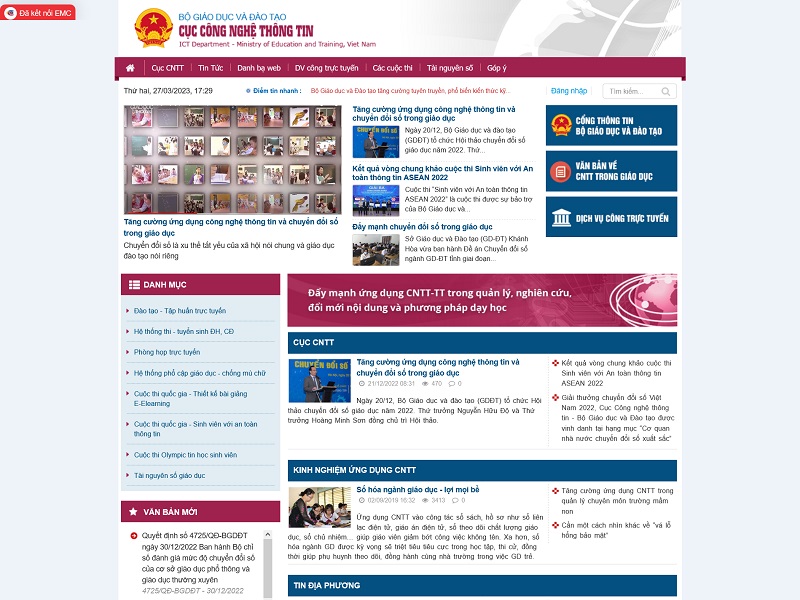 Đã kết nối EMC
BỘ GIÁO DỤC VÀ ĐÀO TẠO
CỤC CÔNG NGHỆ THÔNG TIN
ICT Department - Ministry of Education and Training, Viet Nam
Cục CNTT
Tin Tức
Danh bạ web
DV công trực tuyến
Các cuộc thi
Tài nguyên số
Góp ý
Thứ hai, 27/03/2023, 17:29
Điểm tin nhanh :
Bộ Giáo dục và Đào tạo tăng cường tuyên truyền, phổ biến kiến thức kỹ...
Đăng nhập
Tìm kiếm...
Tăng cường ứng dụng công nghệ thông tin và chuyển đổi số
trong giáo dục
Chuyển đổi số là xu thế tất yếu của xã hội nói chung và giáo dục
đào tạo nói riêng
Tăng cường ứng dụng công nghệ thông tin và
chuyển đổi số trong giáo dục
CHUYỂN ĐỔI SỐ
Ngày 20/12, Bộ Giáo dục và đào tạo
(GDĐT) tổ chức Hội thảo chuyển đổi số
giáo dục năm 2022. Thứ...
Kết quả vòng chung khảo cuộc thi Sinh viên với An
toàn thông tin ASEAN 2022
Cuộc thi "Sinh viên với An toàn thông tin
ASEAN 2022" là cuộc thi được sự bảo trợ
của Bộ Giáo dục và...
Đẩy mạnh chuyển đổi số trong giáo dục
Sở Giáo dục và Đào tạo (GD-ĐT) Khánh
Hòa vừa ban hành Đề án Chuyển đổi số
ngành GD-ĐT tỉnh giai đoạn...
CỔNG THÔNG TIN
BỘ GIÁO DỤC VÀ ĐÀO TẠO
VĂN BẢN VỀ
CNTT TRONG GIÁO DỤC
DỊCH VỤ CÔNG TRỰC TUYẾN
DANH MỤC
Đào tạo - Tập huấn trực tuyến
Hệ thống thi - tuyển sinh ĐH, CĐ
Phòng họp trực tuyến
Hệ thống phổ cập giáo dục - chống mù chữ
Cuộc thi quốc gia - Thiết kế bài giảng
E-Elearning
Cuộc thi quốc gia - Sinh viên với an toàn
thông tin
Cuộc thi Olympic tin học sinh viên
Tài nguyên số giáo dục
VĂN BẢN MỚI
Quyết định số 4725/QĐ-BGDĐT
ngày 30/12/2022 Ban hành Bộ chỉ
số đánh giá mức độ chuyển đổi số
của cơ sở giáo dục phổ thông và
giáo dục thường xuyên
4725/QĐ-BGDĐT - 30/12/2022
Đẩy mạnh ứng dụng CNTT-TT trong quản lý, nghiên cứu,
đổi mới nội dung và phương pháp dạy học
CỤC CNTT
CHUYỂN ĐỔI SỐ
Tăng cường ứng dụng công nghệ thông tin và
chuyển đổi số trong giáo dục
21/12/2022 08:31
470
0
Ngày 20/12, Bộ Giáo dục và đào tạo (GDĐT) tổ chức Hội
thảo chuyển đổi số giáo dục năm 2022. Thứ trưởng Nguyễn Hữu Độ và Thứ
trưởng Hoàng Minh Sơn đồng chủ trì Hội thảo.
Kết quả vòng chung khảo cuộc thi
Sinh viên với An toàn thông tin
ASEAN 2022
Giải thưởng chuyển đổi số Việt
Nam 2022, Cục Công nghệ thông
tin - Bộ Giáo dục và Đào tạo được
vinh danh tại hạng mục "Cơ quan
nhà nước chuyển đổi số xuất sắc"
KINH NGHIỆM ỨNG DỤNG CNTT
Số hóa ngành giáo dục - lợi mọi bề
02/09/2019 16:32
3413
0
Ứng dụng CNTT vào công tác sổ sách, hồ sơ như sổ liên
lạc điện tử, giáo án điện tử, sổ theo dõi chất lượng giáo
dục, sổ chủ nhiệm... giúp giáo viên giảm bớt công việc không tên. Xa hơn, số
hóa ngành GD được kỳ vọng sẽ triệt tiêu tiêu cực trong học tập, thi cử, đồng
thời giúp phụ huynh theo dõi, đồng hành cùng nhà trường trong việc GD trẻ.
Tăng cường ứng dụng CNTT trong
quản lý chuyên môn trường mầm
non
Cần một cách nhìn khác về "vá lỗ
hổng bảo mật"
TIN ĐỊA PHƯƠNG